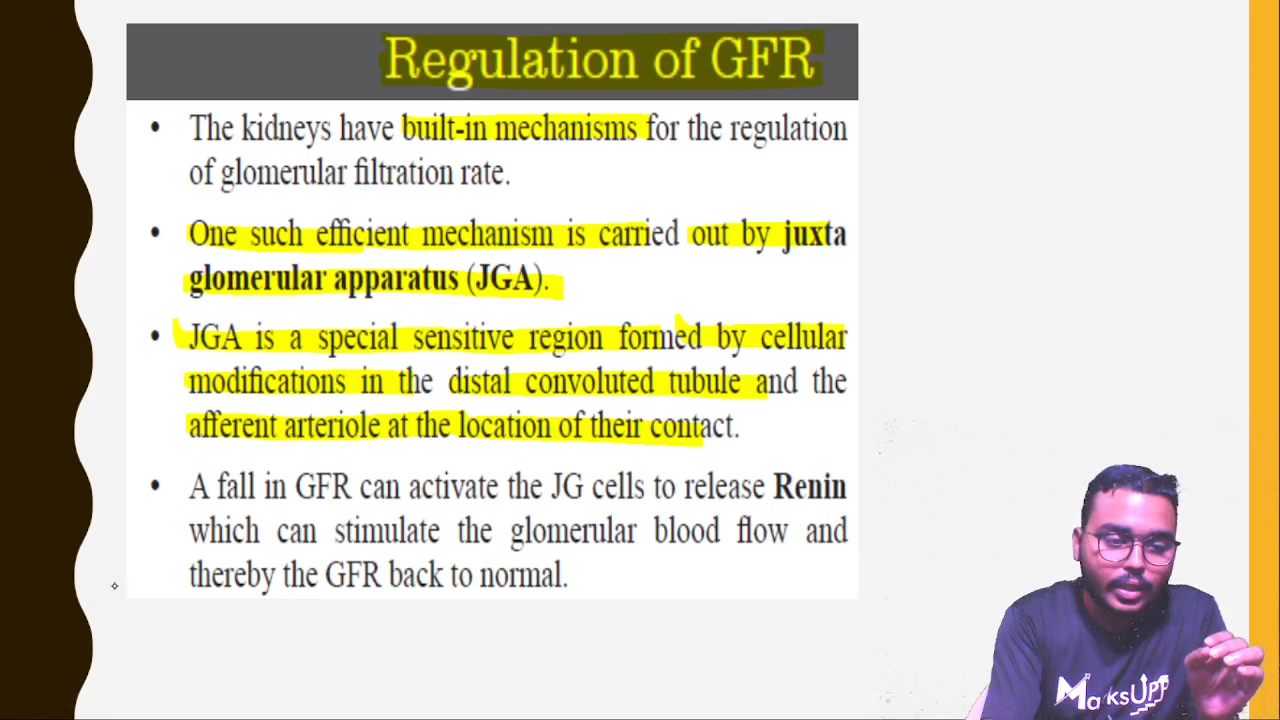 Regulation of GFR
• The kidneys have built-in mechanisms for the regulation
of glomerular filtration rate.
• One such efficient mechanism is carried out by juxta
glomerular apparatus (JGA).
• JGA is a special sensitive region formed by cellular
modifications in the distal convoluted tubule and the
afferent arteriole at the location of their contact.
• A fall in GFR can activate the JG cells to release Renin
which can stimulate the glomerular blood flow and
thereby the GFR back to normal.
MarksUPP